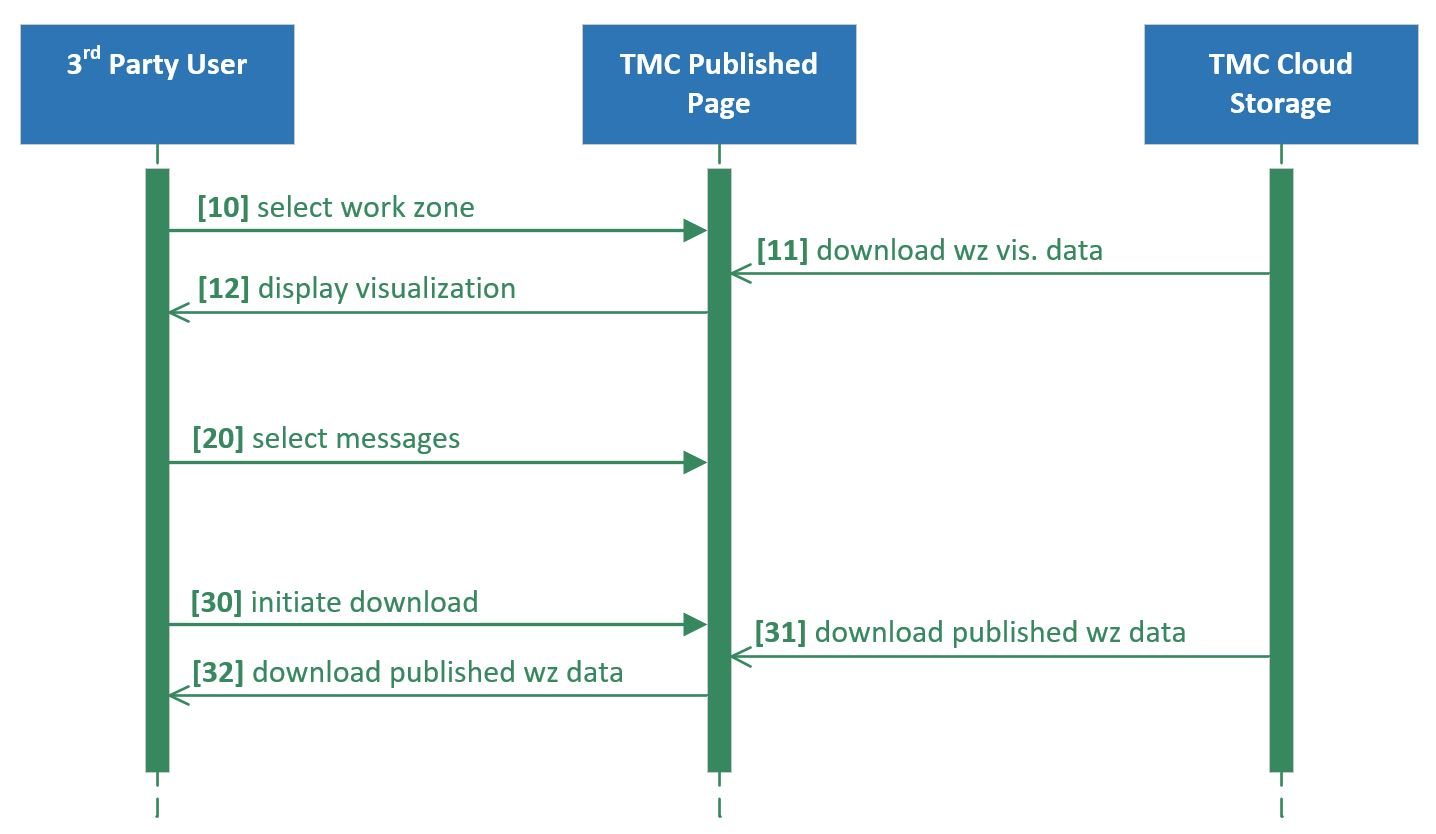 3rd Party User
TMC Published
Page
TMC Cloud
Storage
[10] select work zone
[11] download wz vis. data
[12] display visualization
[20] select messages
[30] initiate download
[31] download published wz data
[32] download published wz data